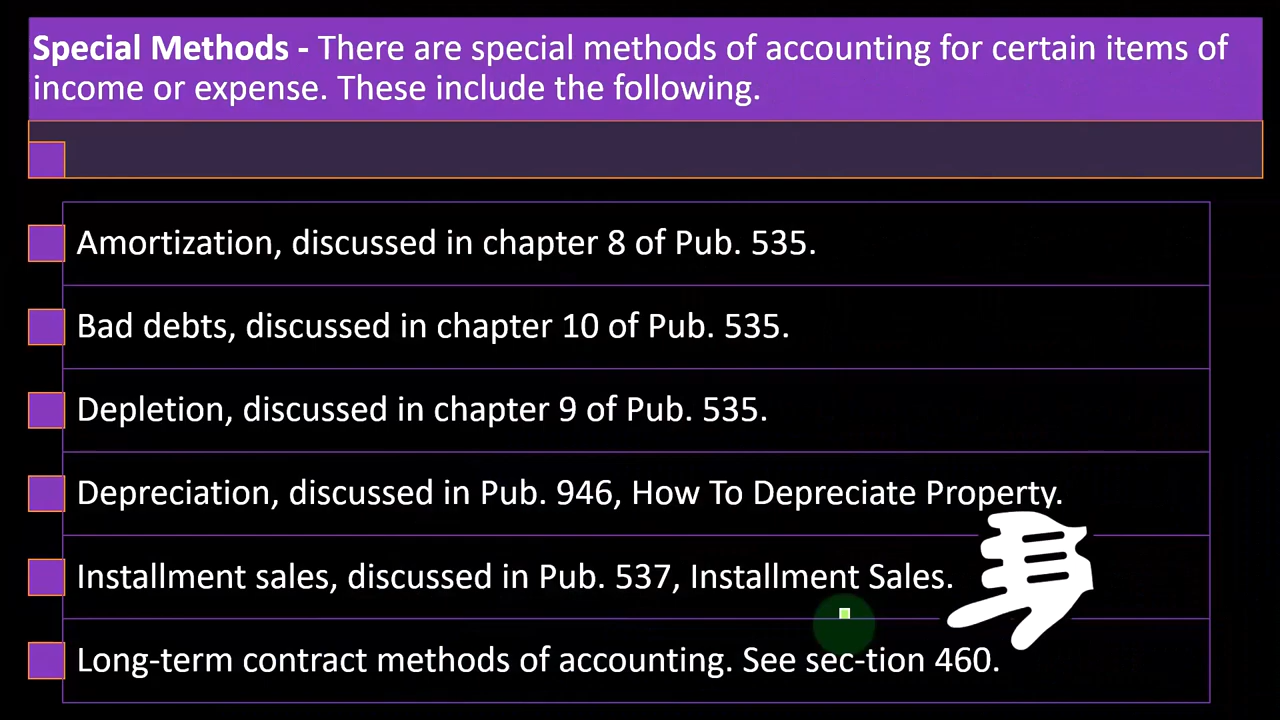 Special Methods - There are special methods of accounting for certain items of
income or expense. These include the following.
Amortization, discussed in chapter 8 of Pub. 535.
Bad debts, discussed in chapter 10 of Pub. 535.
Depletion, discussed in chapter 9 of Pub. 535.
Depreciation, discussed in Pub. 946, How To Depreciate Property.
Installment sales, discussed in Pub. 537, Installment Sales.
Long-term contract methods of accounting. See sec-tion 460.